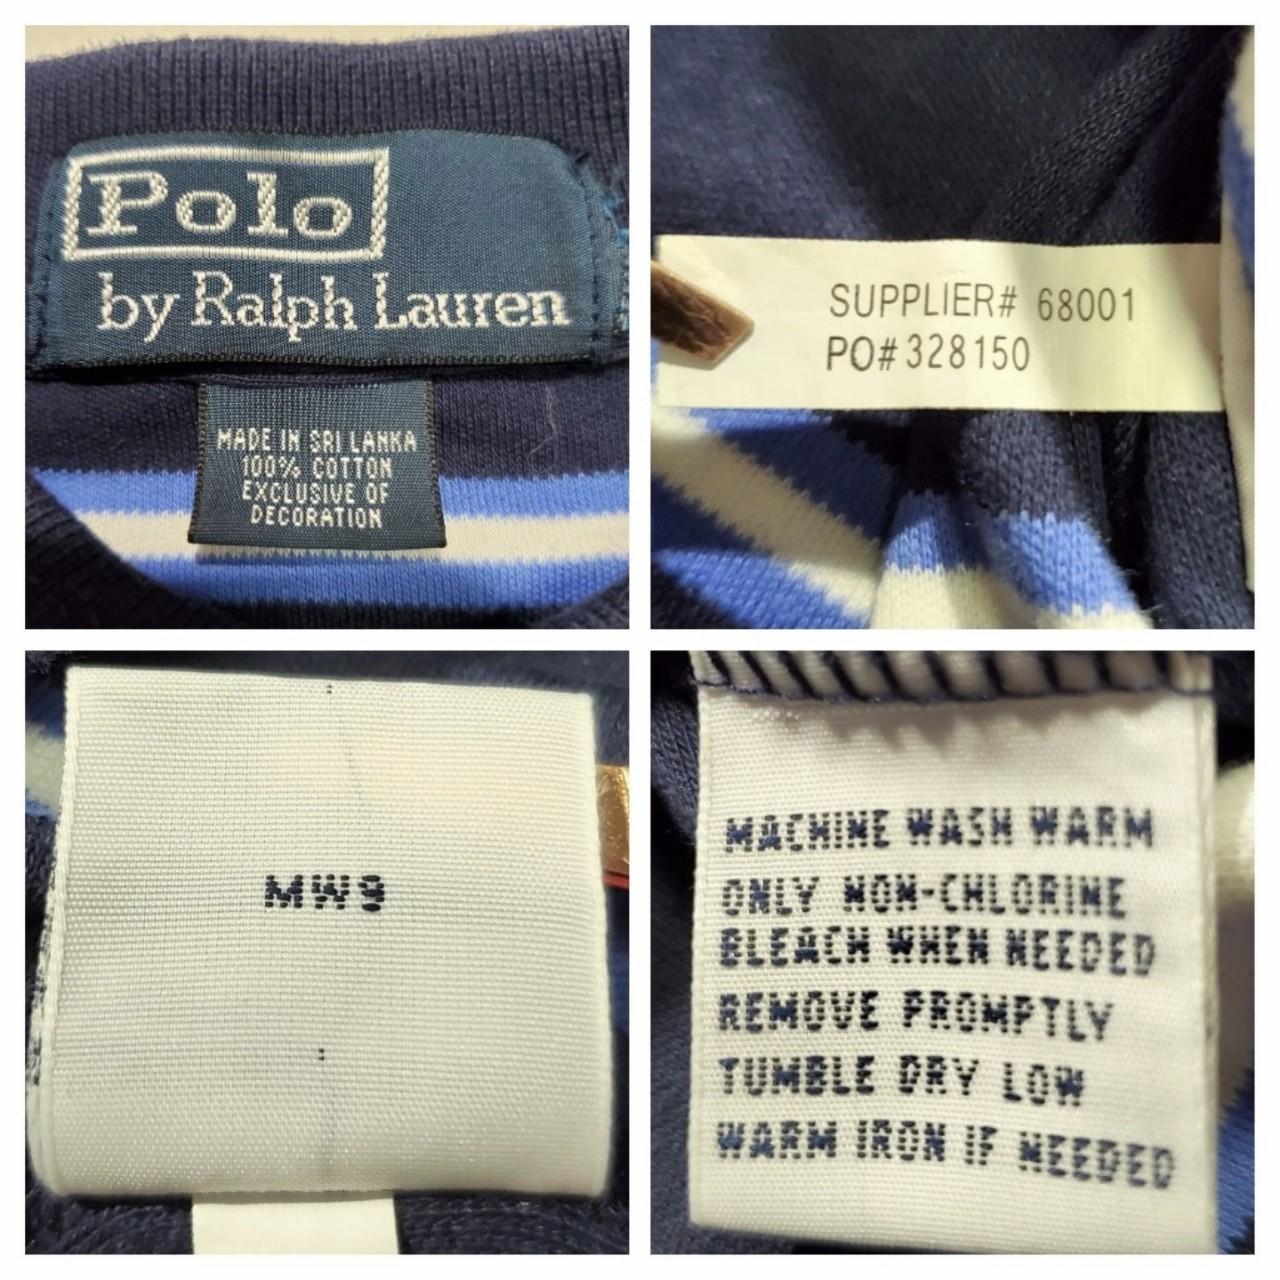 Polo
by Ralph Lauren
MADE IN SRI LANKA
100% COTTON
EXCLUSIVE OF
DECORATION
SUPPLIER# 68001
PO# 328150
MW9
MACHINE WASH WARM
ONLY NON-CHLORINE
BLEACH WHEN NEEDED
REMOVE PROMPTLY
TUMBLE DRY LOW
WARM IRON IF NEEDED